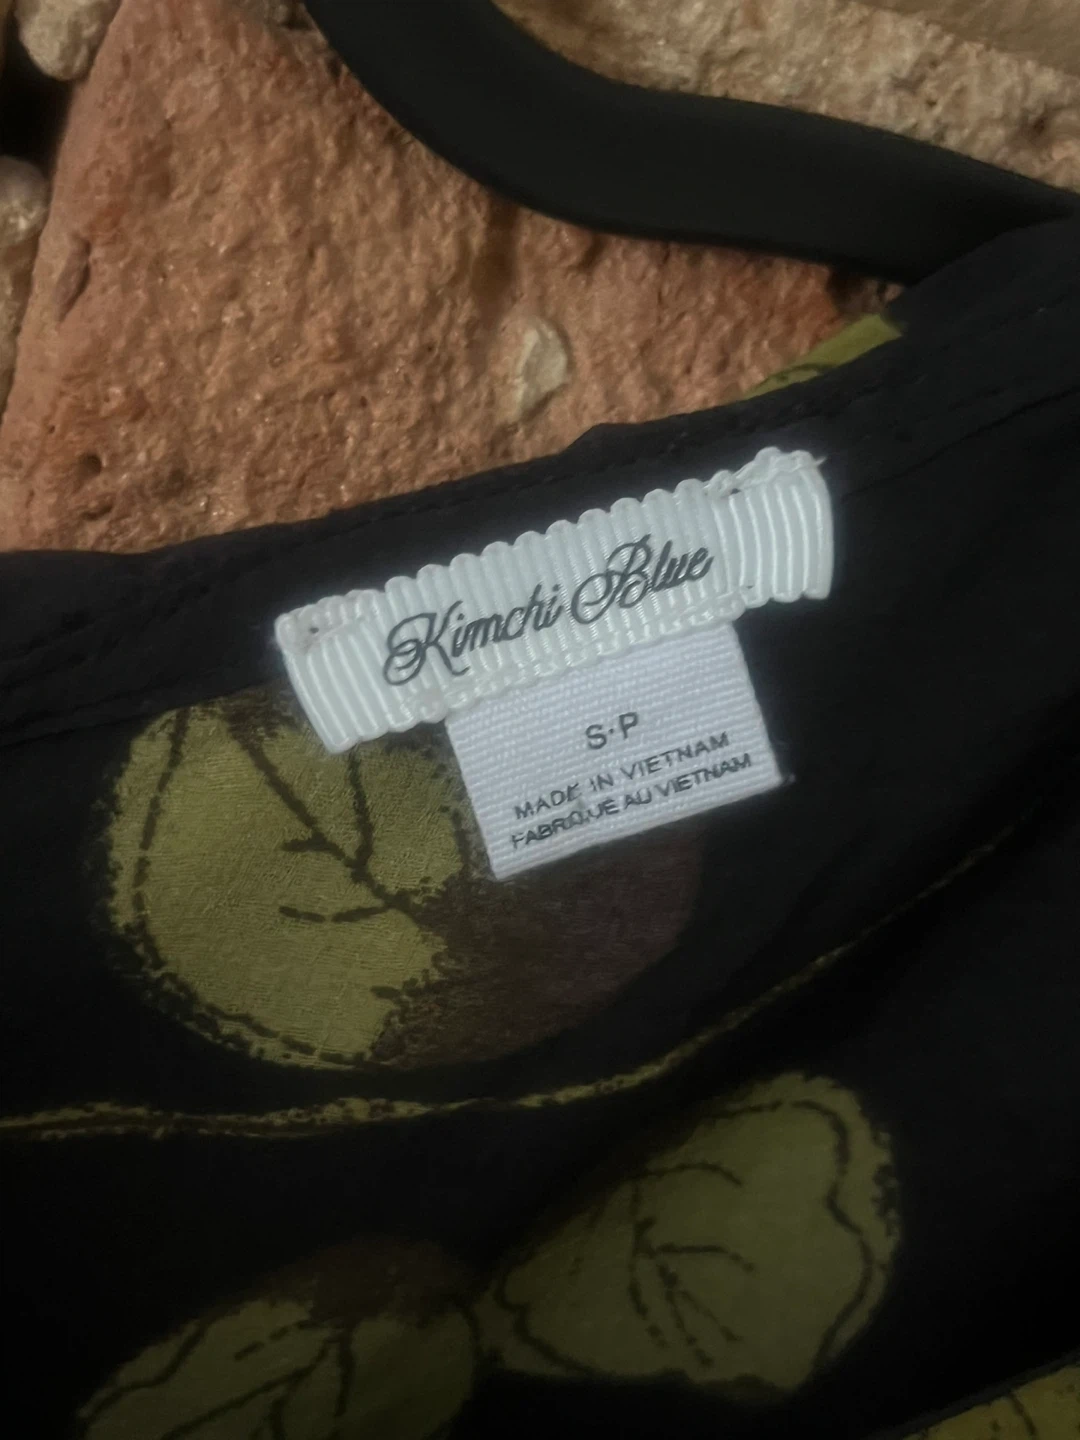 Kimchi Blue
S·P
MADE IN VIETNAM
FABRIQUE AU VIETNAM